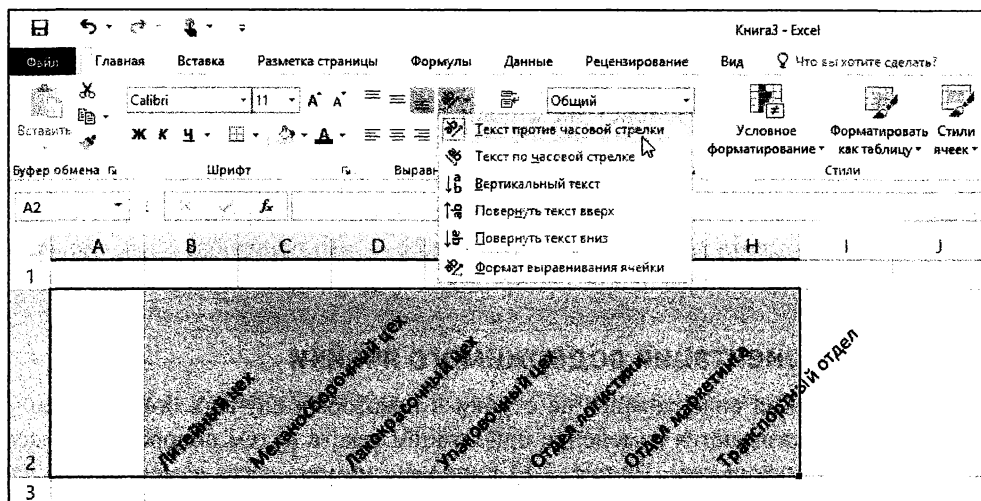 Книга3 - Excel
Файл Главная Вставка Разметка страницы Формулы Данные Рецензирование Вид Что вы хотите сделать?
Calibri 11 A A Общий
Вставить Ж К Ч А Условное форматирование Форматировать как таблицу Стили ячеек
Буфер обмена Шрифт Выравн Стили
Текст против часовой стрелки
Текст по часовой стрелке
Вертикальный текст
Повернуть текст вверх
Повернуть текст вниз
Формат выравнивания ячейки
A2 fx
A B C D H I J
1
2
Литейный цех
Механосборочный цех
Лакокрасочный цех
Упаковочный цех
Отдел логистики
Отдел маркетинга
Транспортный отдел
3